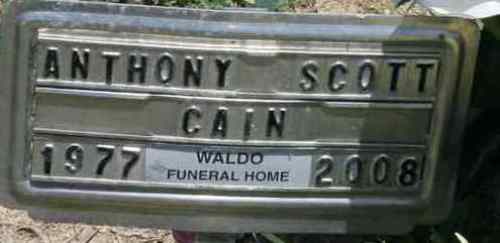 ANTHONY SCOTT
CAIN
1977 WALDO FUNERAL HOME 2008